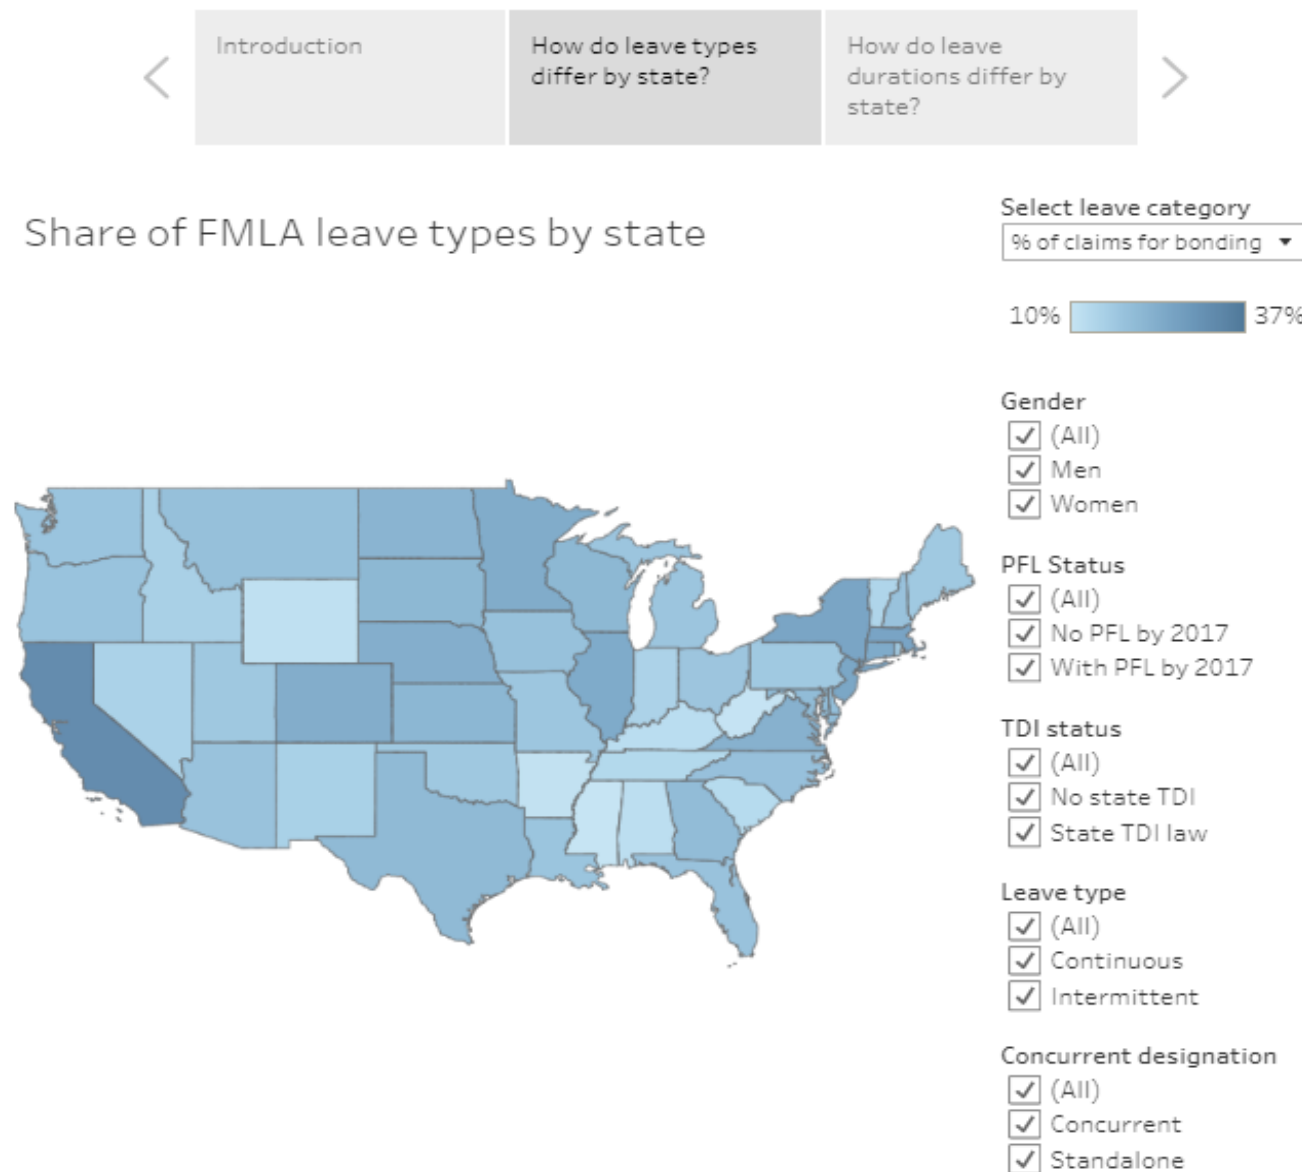 Introduction
How do leave types
differ by state?
How do leave
durations differ by
state?
Share of FMLA leave types by state
Select leave category
% of claims for bonding
10%
37%
Gender
(All)
Men
Women
PFL Status
(All)
No PFL by 2017
With PFL by 2017
TDI status
(All)
No state TDI
State TDI law
Leave type
(All)
Continuous
Intermittent
Concurrent designation
(All)
Concurrent
Standalone